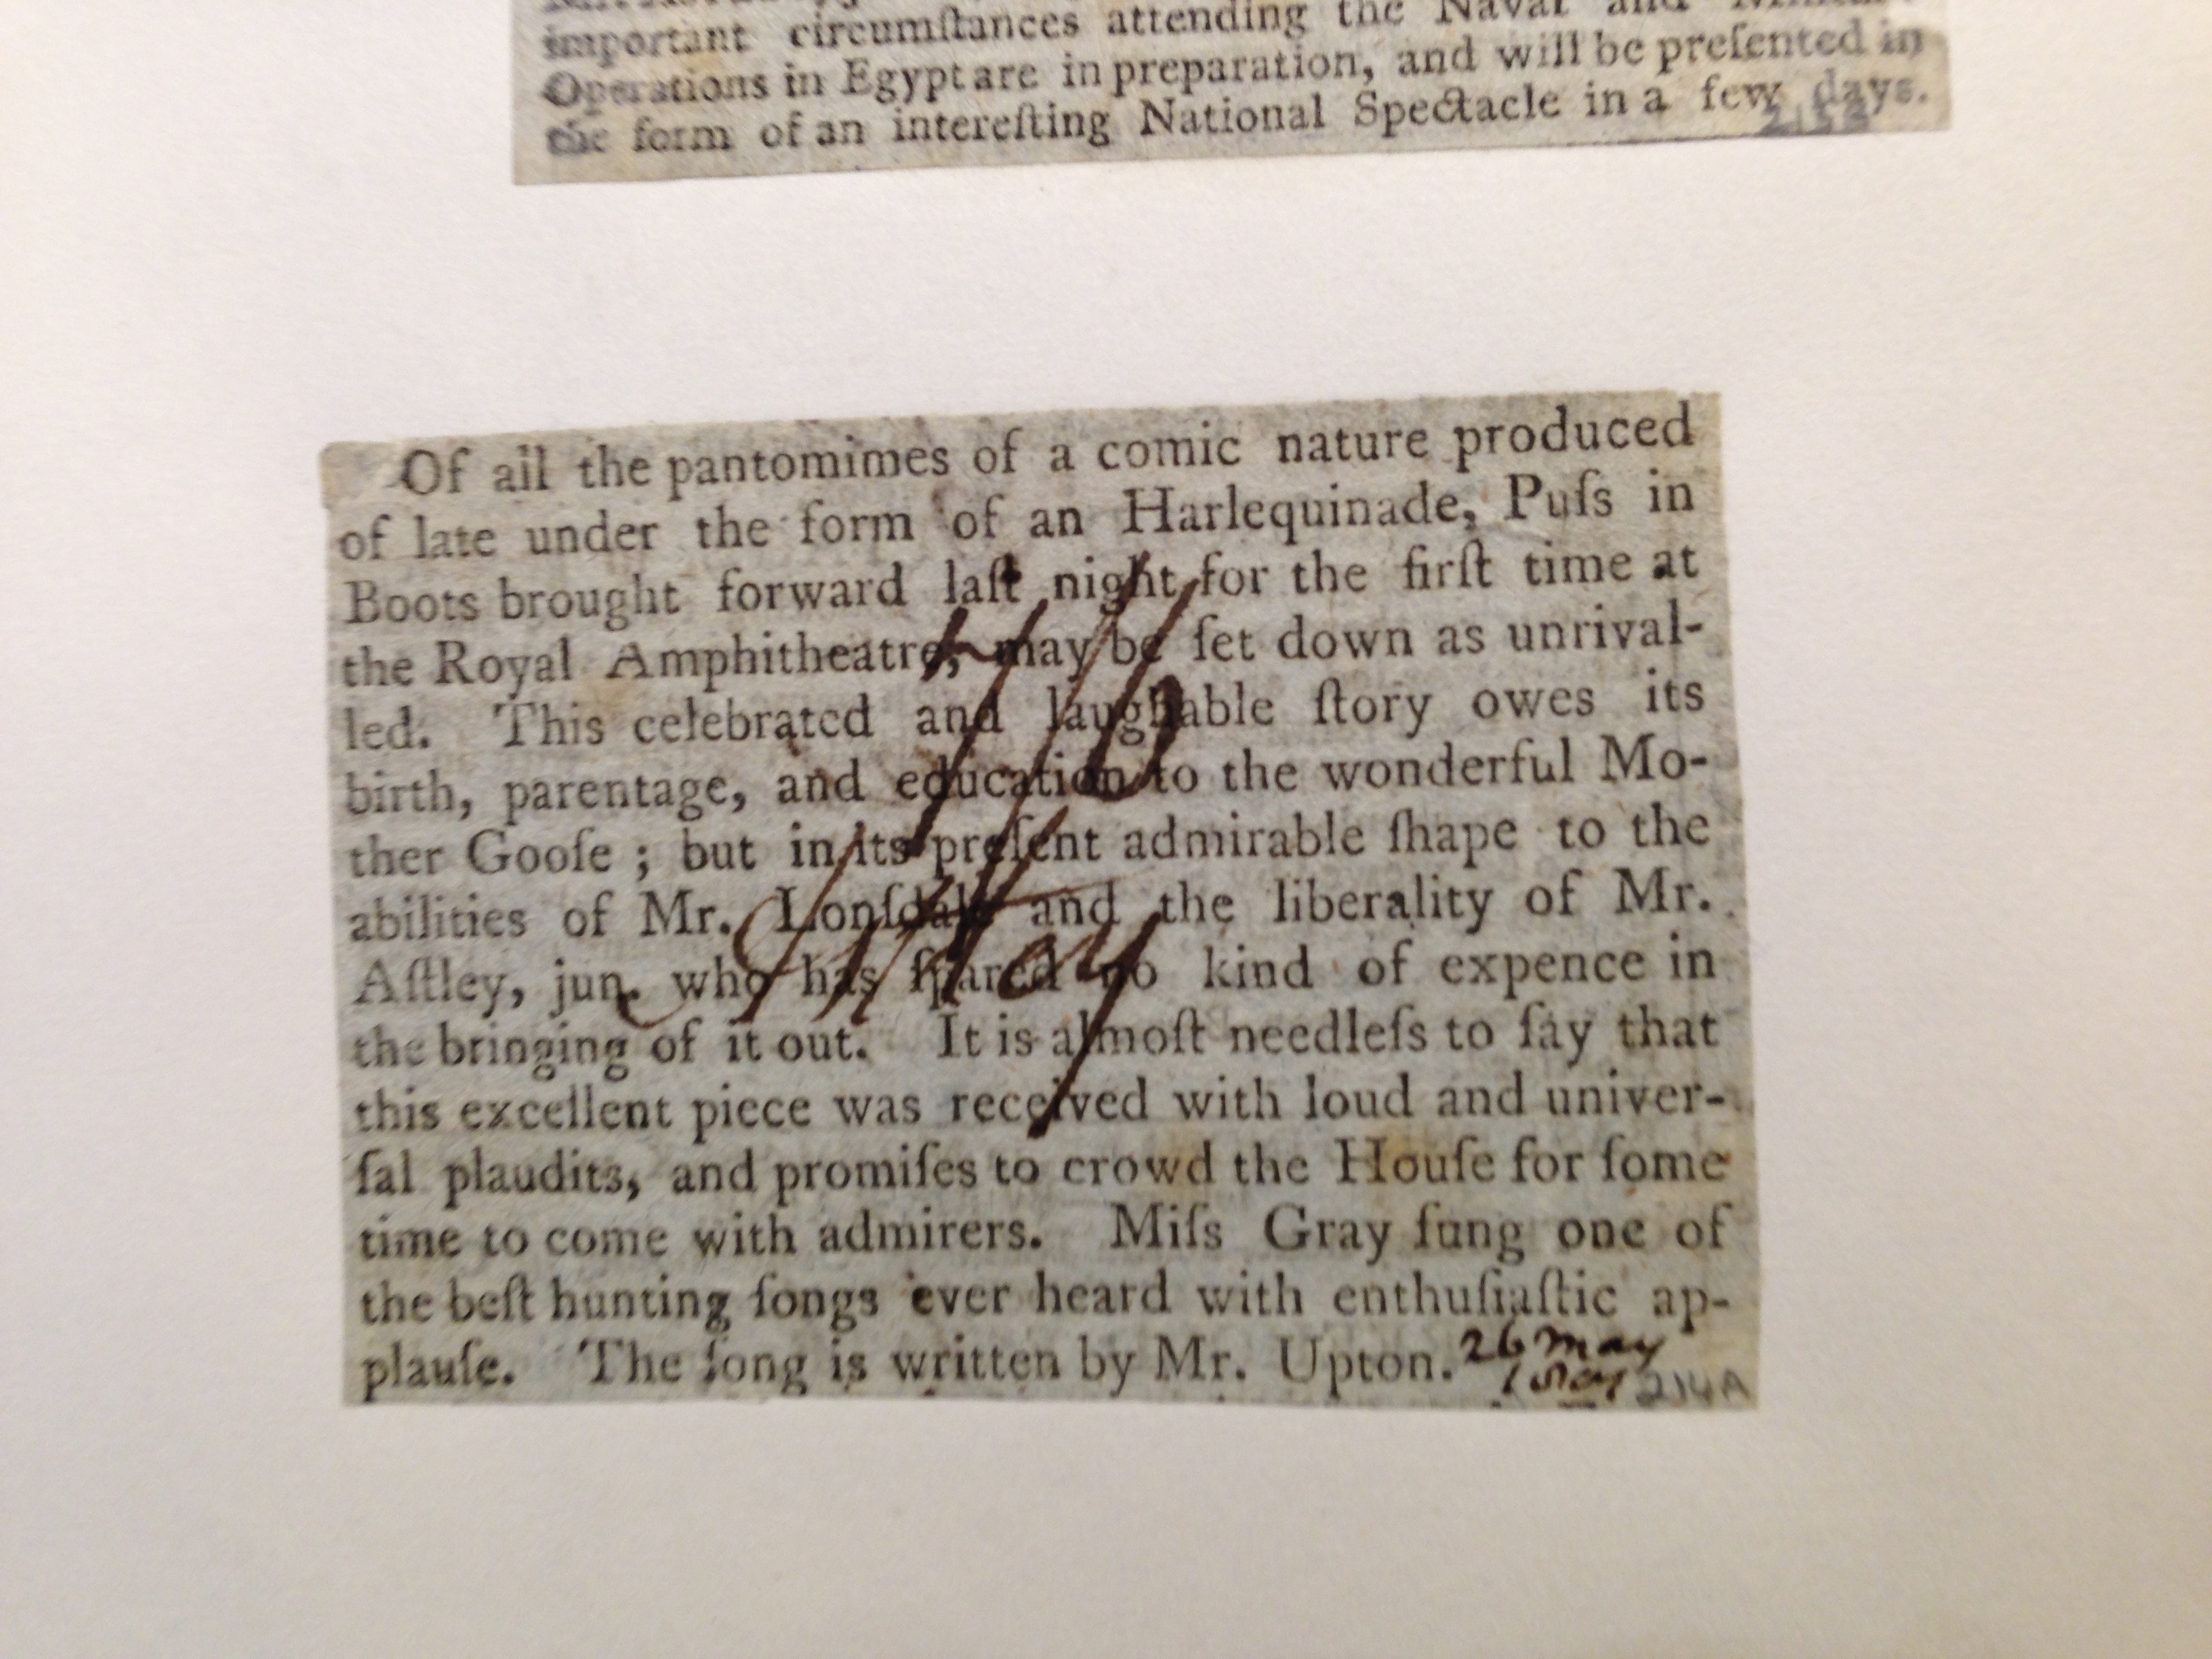 important circumſtances attending the Naval and
Operations in Egypt are in preparation, and will be preſented in
the form of an intereſting National Spectacle in a few days.
Of all the pantomimes of a comic nature produced
of late under the form of an Harlequinade, Puſs in
Boots brought forward laſt night for the firſt time at
the Royal Amphitheatre, may be ſet down as unrival-
led. This celebrated and laughable ſtory owes its
birth, parentage, and education to the wonderful Mo-
ther Gooſe ; but in its preſent admirable ſhape to the
abilities of Mr. Lonſdale and the liberality of Mr.
Aſtley, jun. who has ſpared no kind of expence in
the bringing of it out. It is almoſt needleſs to ſay that
this excellent piece was received with loud and univer-
ſal plaudits, and promiſes to crowd the Houſe for ſome
time to come with admirers. Miſs Gray ſung one of
the beſt hunting ſongs ever heard with enthuſiaſtic ap-
plauſe. The ſong is written by Mr. Upton. 26 May
214A